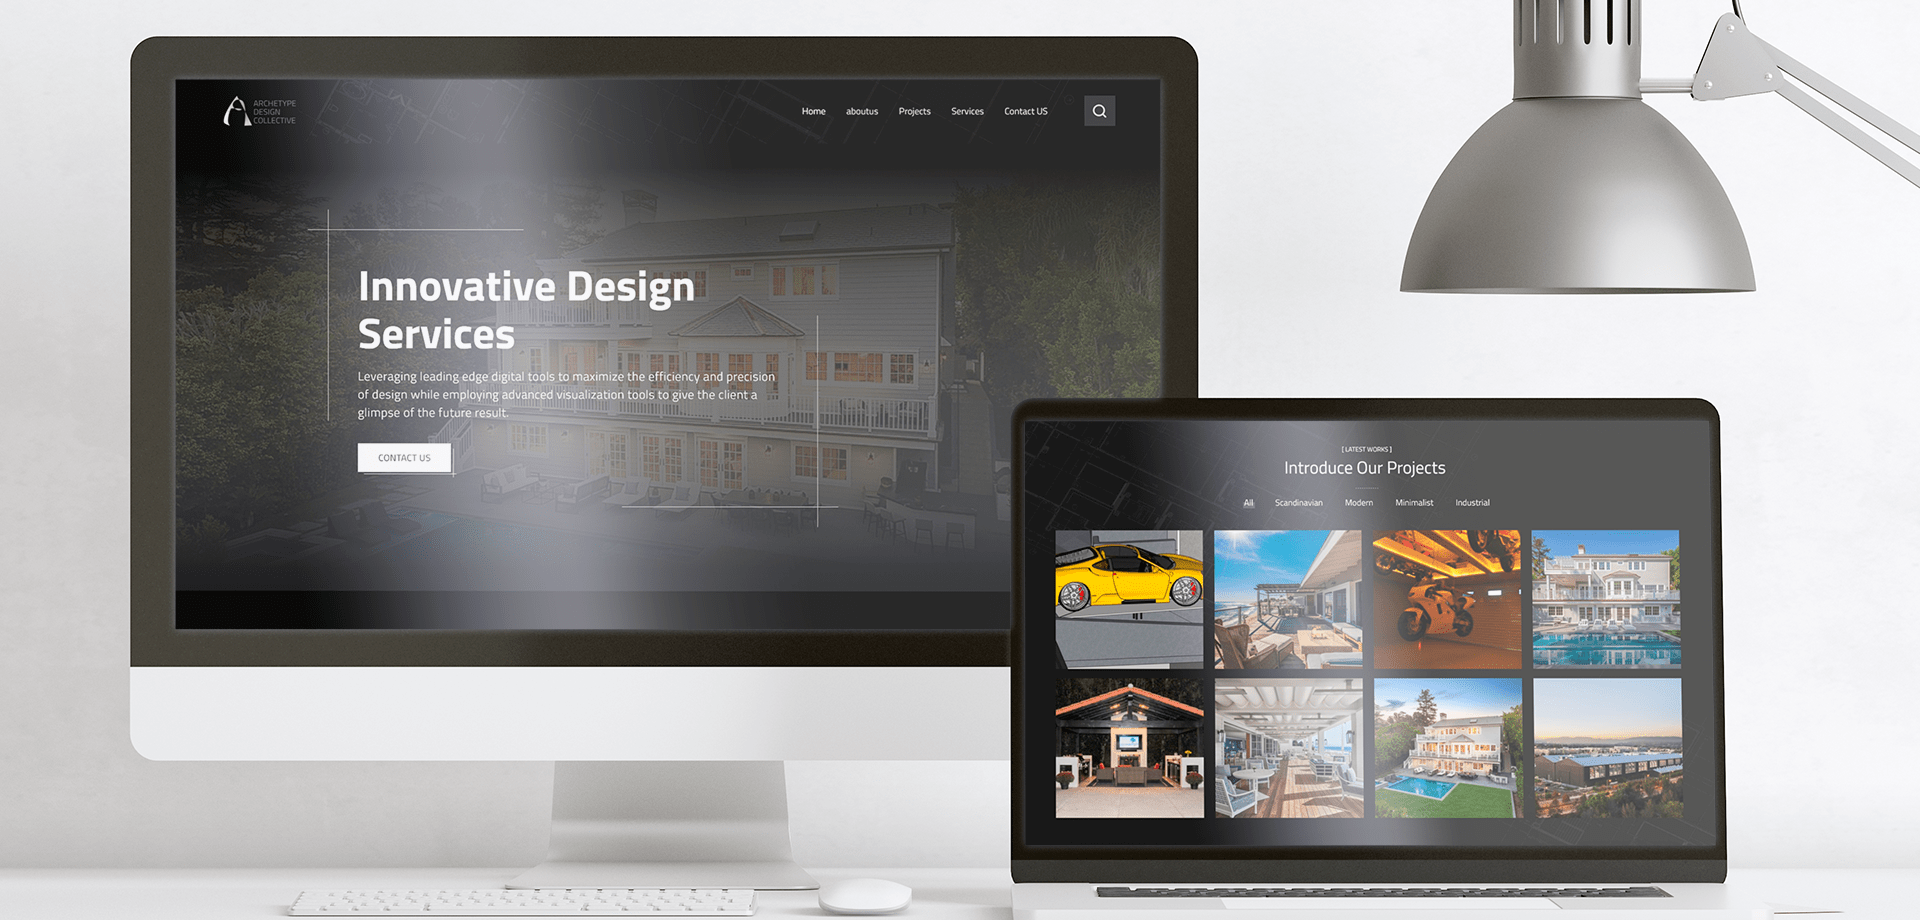 ARCHETYPE
DESIGN
COLLECTIVE
Home aboutus Projects Services Contact US
Innovative Design
Services
Leveraging leading edge digital tools to maximize the efficiency and precision
of design while employing advanced visualization tools to give the client a
glimpse of the future result.
CONTACT US
[ LATEST WORKS ]
Introduce Our Projects
All Scandinavian Modern Minimalist Industrial